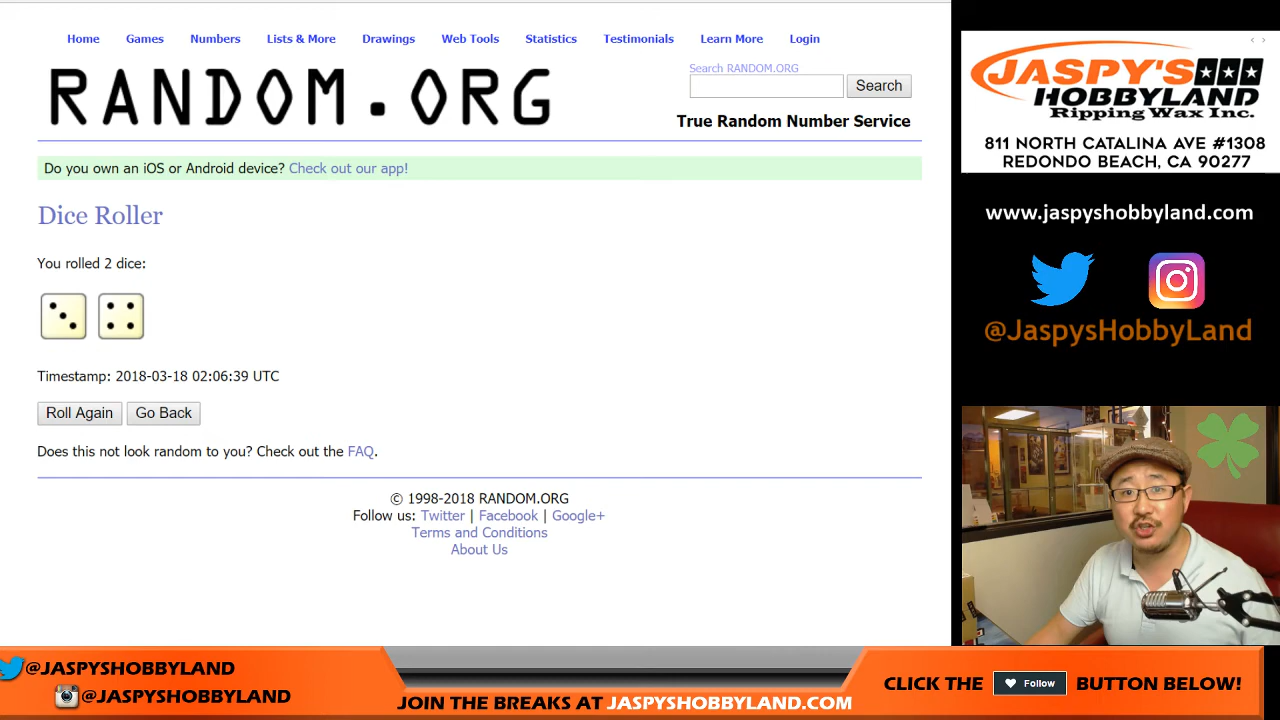 Home Games Numbers Lists & More Drawings Web Tools Statistics Testimonials Learn More Login
RANDOM.ORG
Search RANDOM.ORG
Search
True Random Number Service
Do you own an iOS or Android device? Check out our app!
Dice Roller
You rolled 2 dice:
Timestamp: 2018-03-18 02:06:39 UTC
Roll Again Go Back
Does this not look random to you? Check out the FAQ.
© 1998-2018 RANDOM.ORG
Follow us: Twitter | Facebook | Google+
Terms and Conditions
About Us
JASPY'S
HOBBYLAND
Ripping Wax Inc.
811 NORTH CATALINA AVE #1308
REDONDO BEACH, CA 90277
www.jaspyshobbyland.com
@JaspysHobbyLand
@JASPYSHOBBYLAND
@JASPYSHOBBYLAND
JOIN THE BREAKS AT JASPYSHOBBYLAND.COM
CLICK THE Follow BUTTON BELOW!